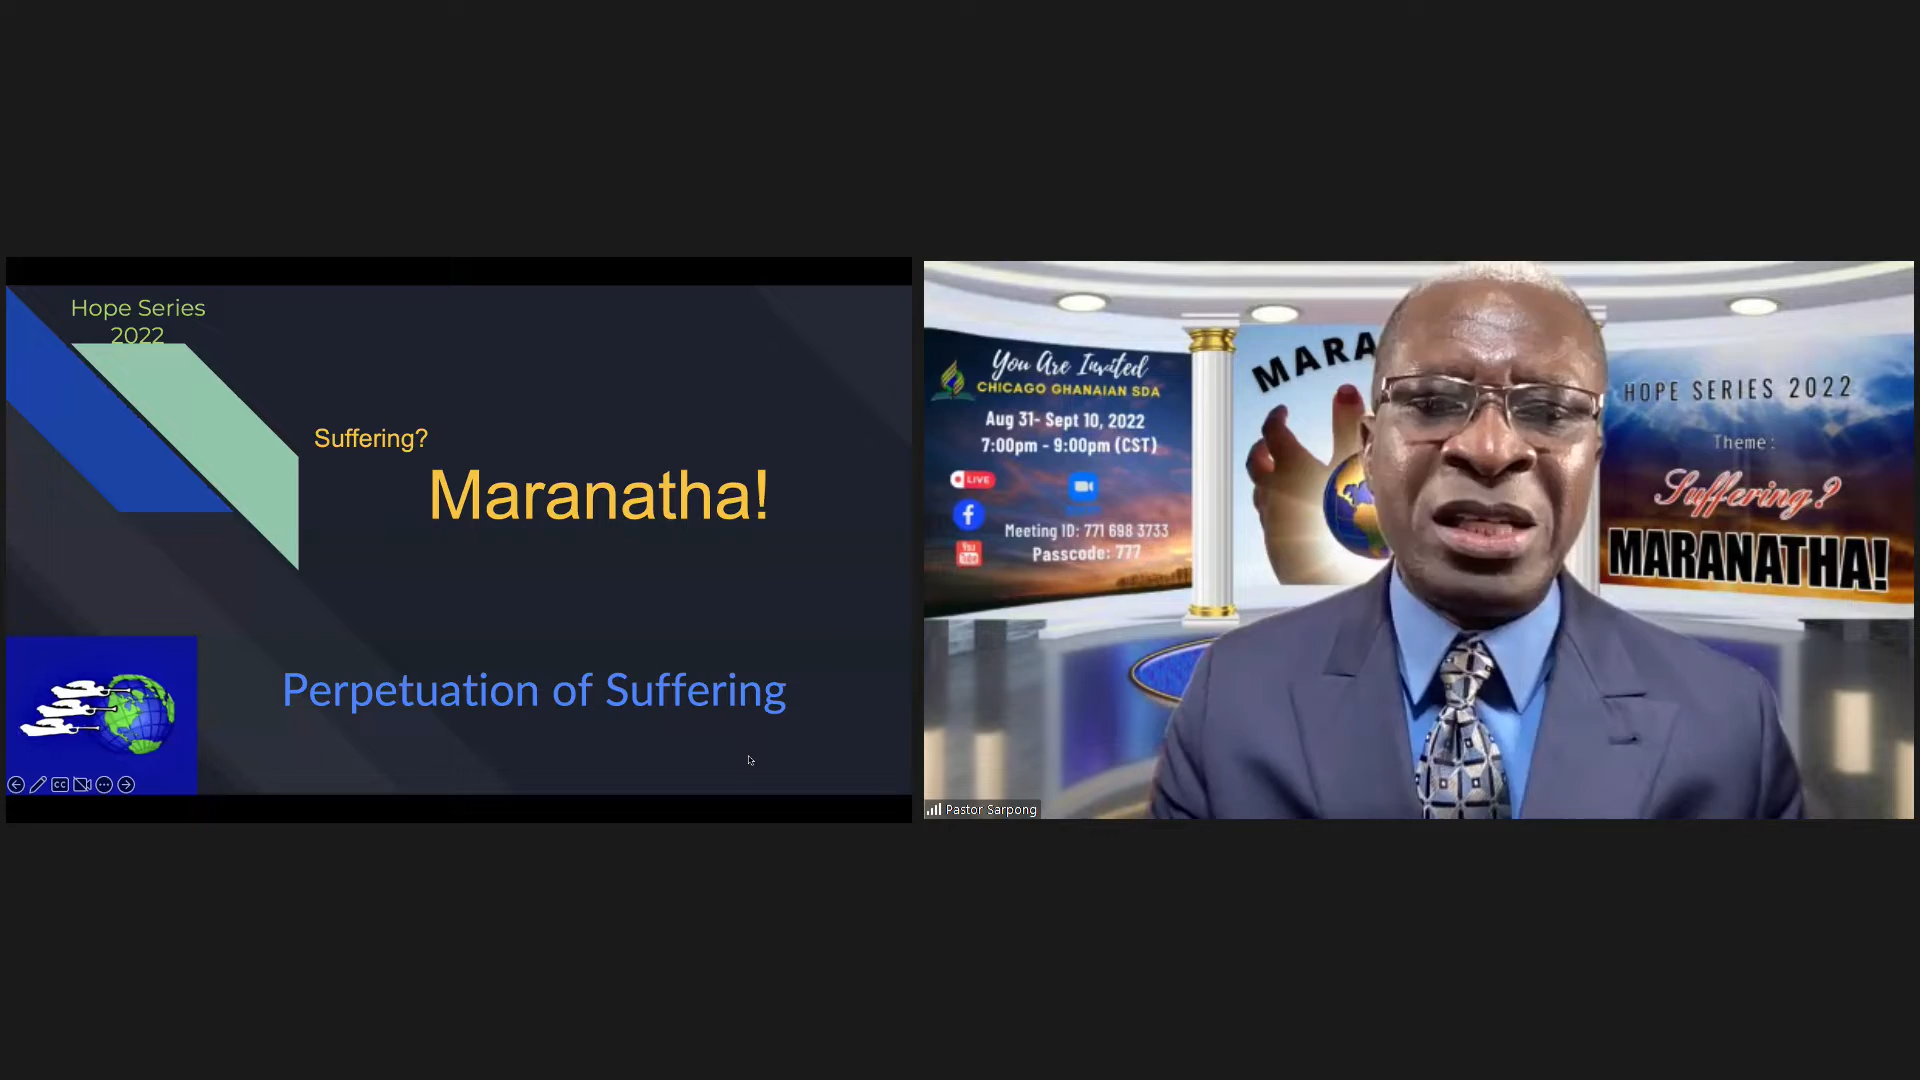 Hope Series
2022
Suffering?
Maranatha!
Perpetuation of Suffering
CC
You Are Invited
CHICAGO GHANAIAN SDA
Aug 31- Sept 10, 2022
7:00pm - 9:00pm (CST)
LIVE
Meeting ID: 771 698 3733
Passcode: 777
MARA
HOPE SERIES 2022
Theme:
Suffering?
MARANATHA!
Pastor Sarpong